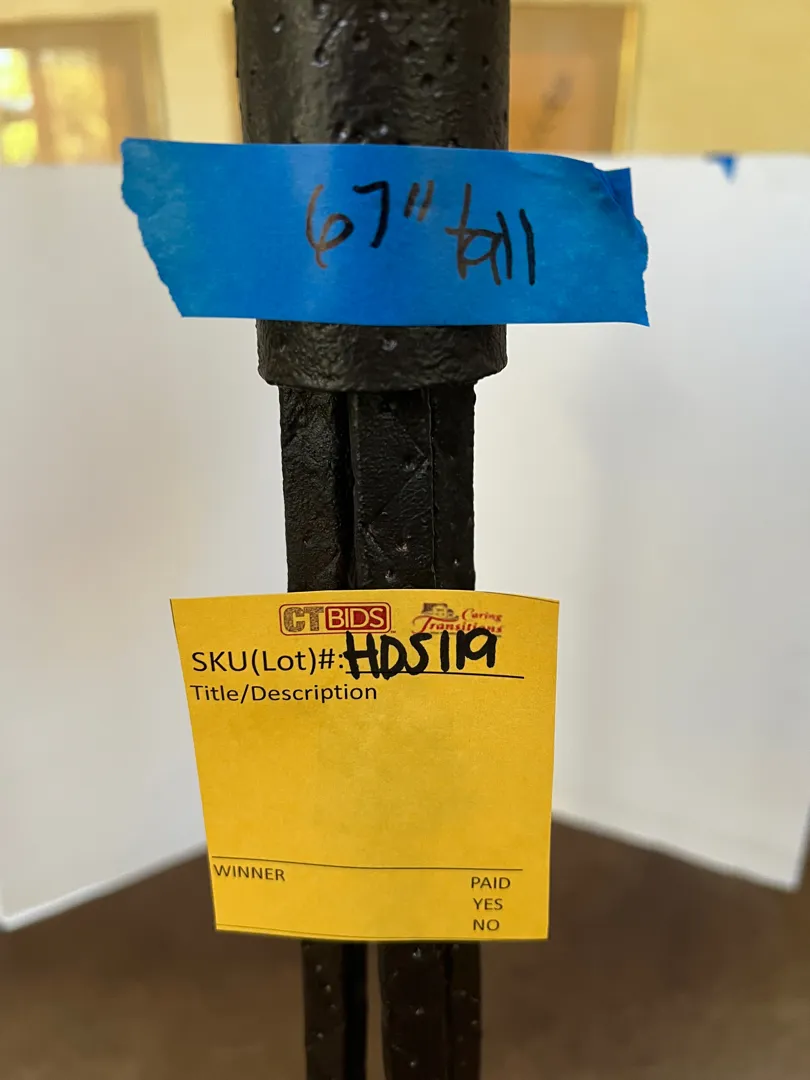 67" tall
CTBIDS
Caring
Transitions
SKU(Lot)#: HDS119
Title/Description
WINNER
PAID
YES
NO